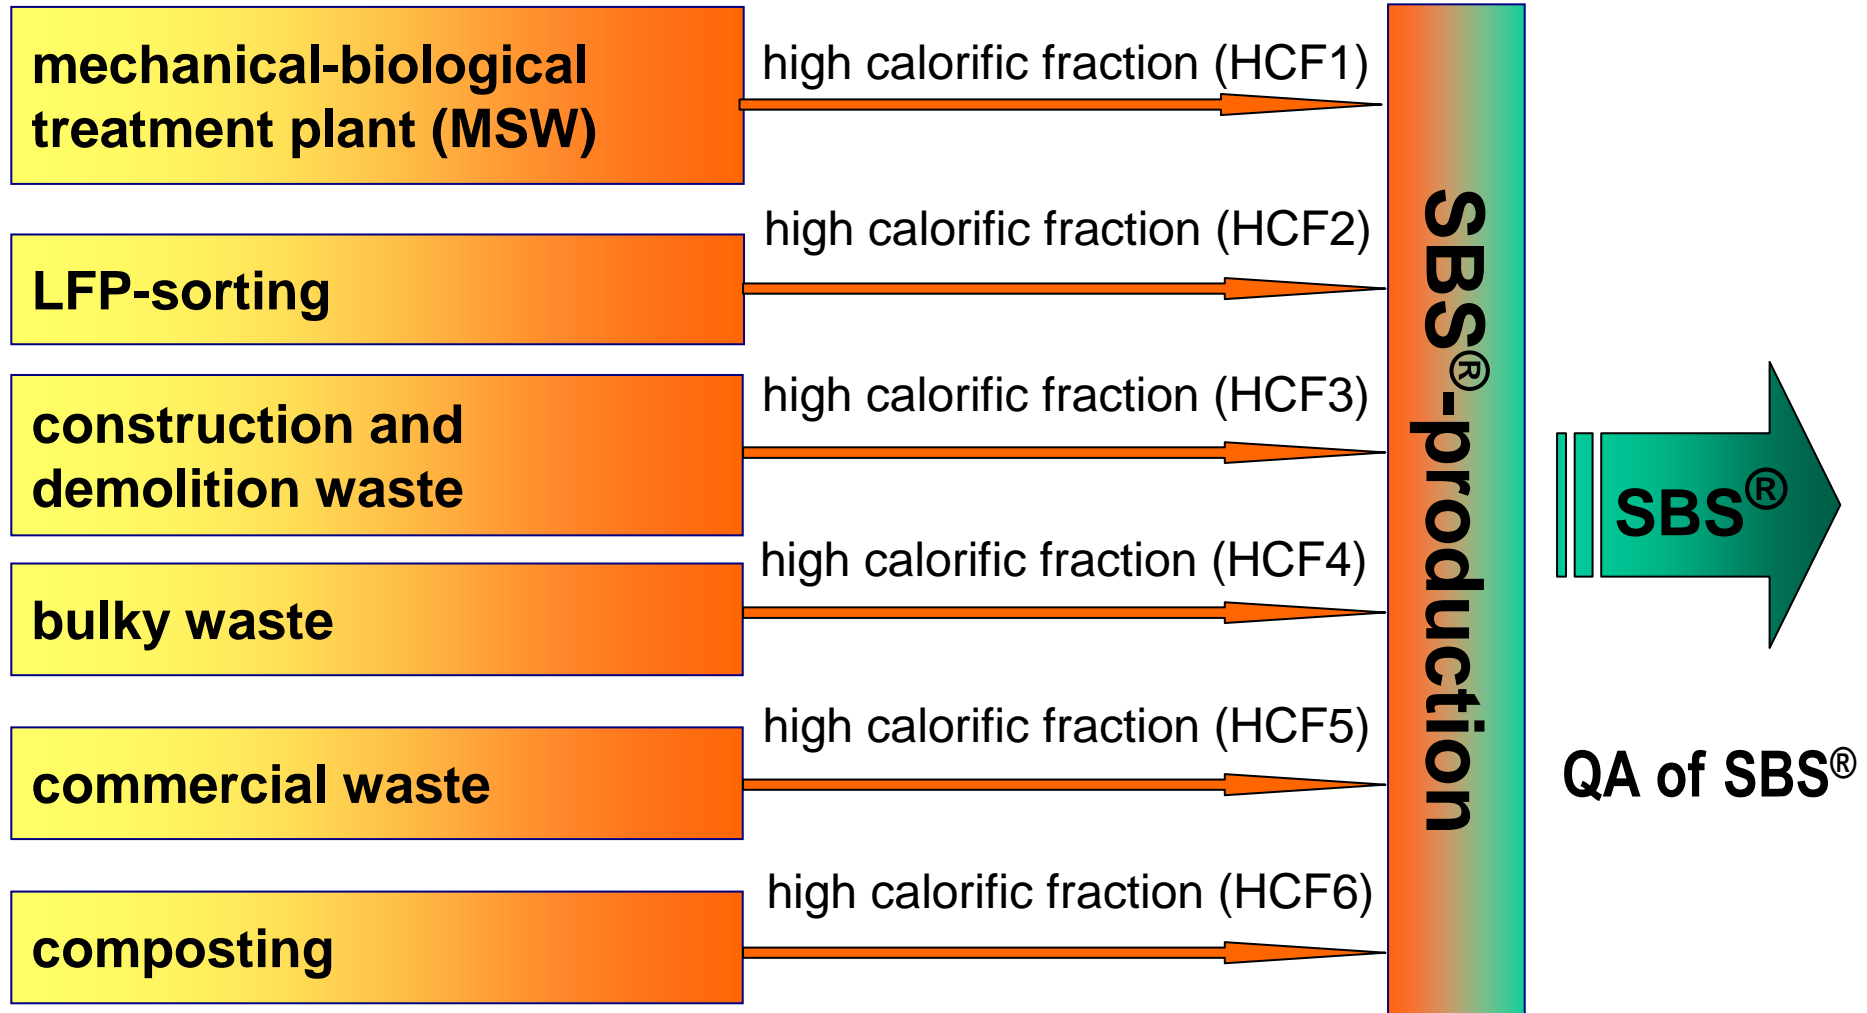 mechanical-biological
treatment plant (MSW)
high calorific fraction (HCF1)
LFP-sorting
high calorific fraction (HCF2)
construction and
demolition waste
high calorific fraction (HCF3)
bulky waste
high calorific fraction (HCF4)
commercial waste
high calorific fraction (HCF5)
composting
high calorific fraction (HCF6)
SBS®-production
SBS®
QA of SBS®